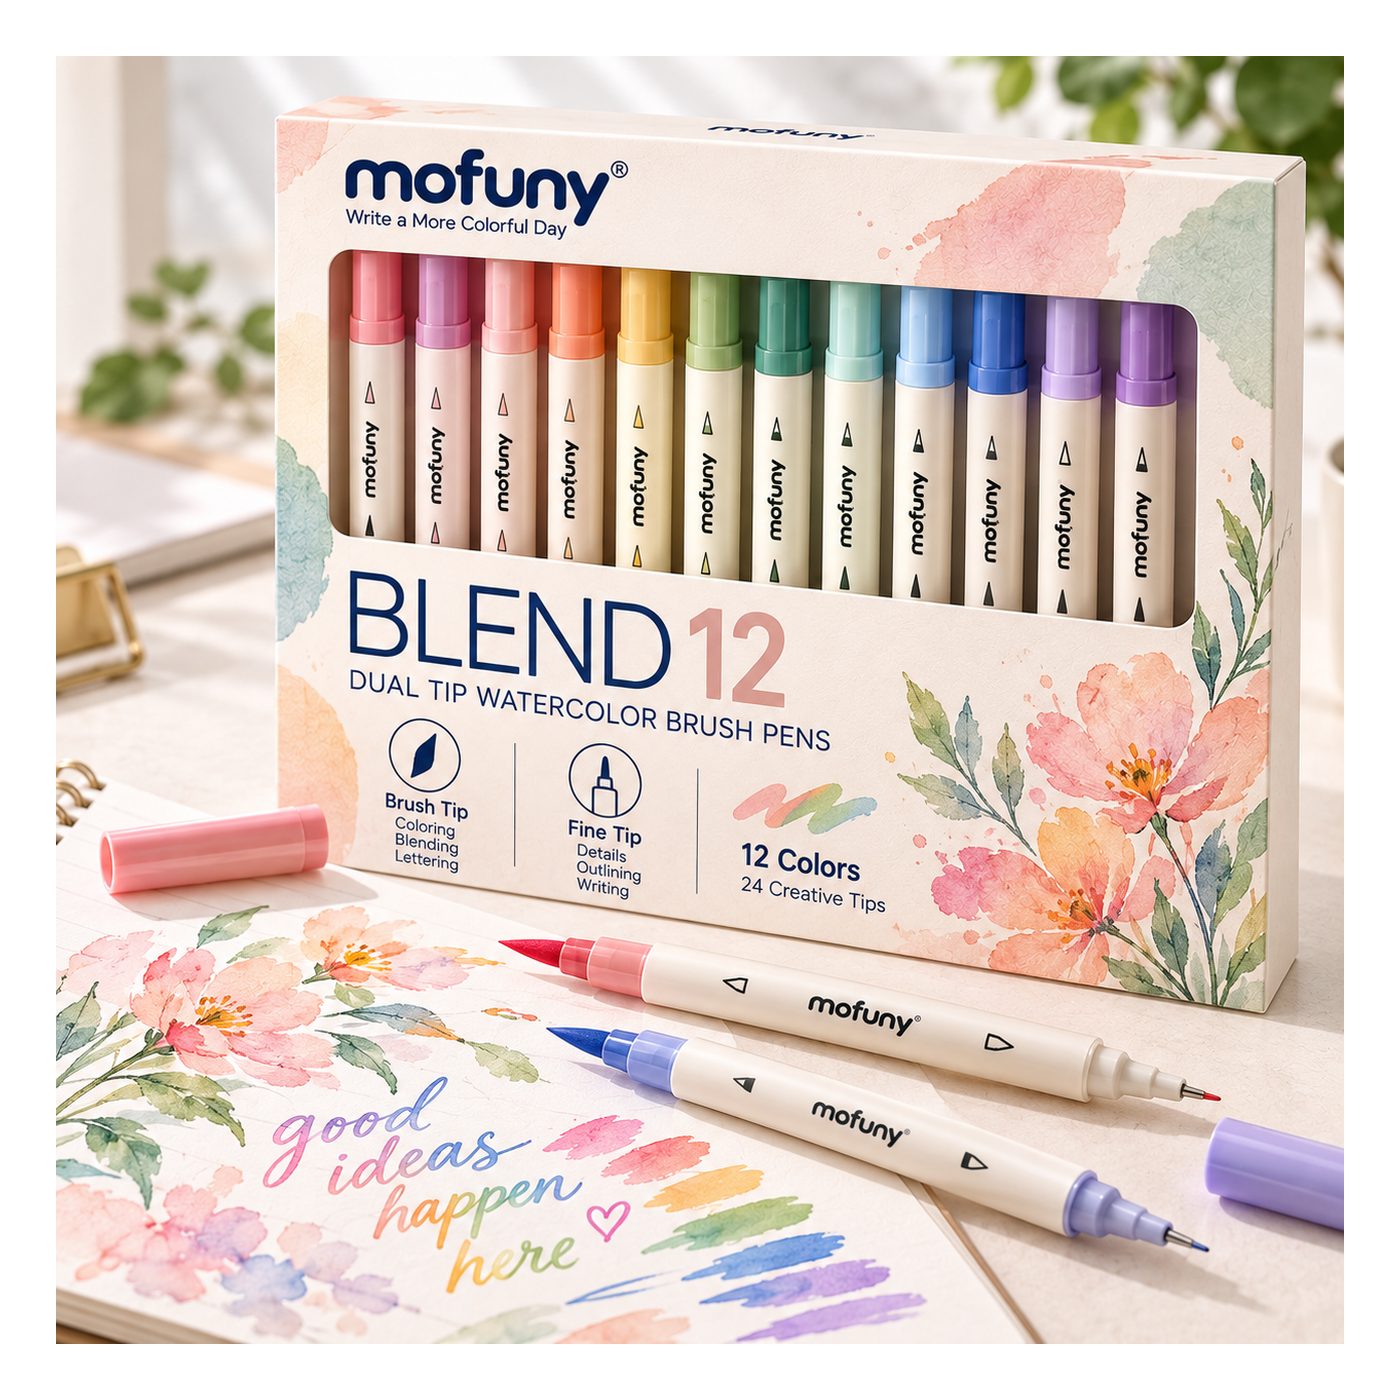 mofuny®
mofuny®
Write a More Colorful Day
mofuny
mofuny
mofuny
mofuny
mofuny
mofuny
mofuny
mofuny
mofuny
mofuny
mofuny
mofuny
BLEND 12
DUAL TIP WATERCOLOR BRUSH PENS
Brush Tip
Coloring
Blending
Lettering
Fine Tip
Details
Outlining
Writing
12 Colors
24 Creative Tips
mofuny®
mofuny®
good
ideas
happen
here